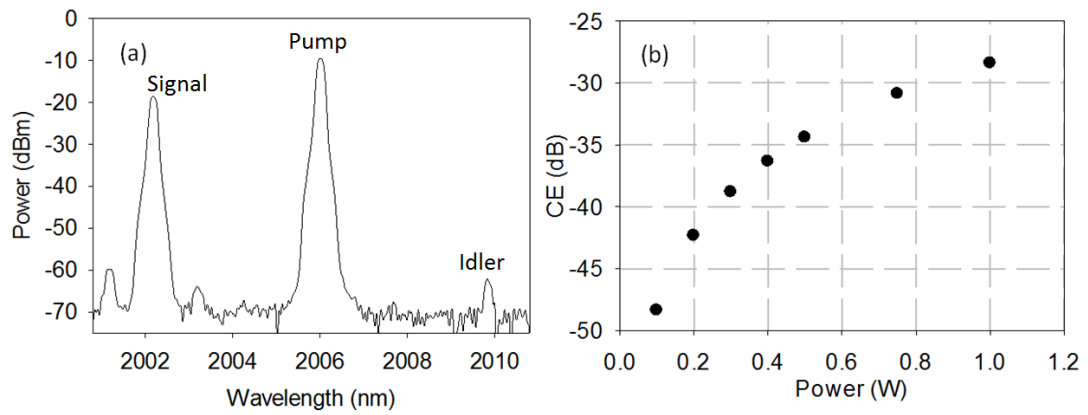 (a)
Pump
Signal
Idler
0
-10
-20
-30
-40
-50
-60
-70
Power (dBm)
2002 2004 2006 2008 2010
Wavelength (nm)
(b)
-25
-30
-35
-40
-45
-50
CE (dB)
0.0 0.2 0.4 0.6 0.8 1.0 1.2
Power (W)